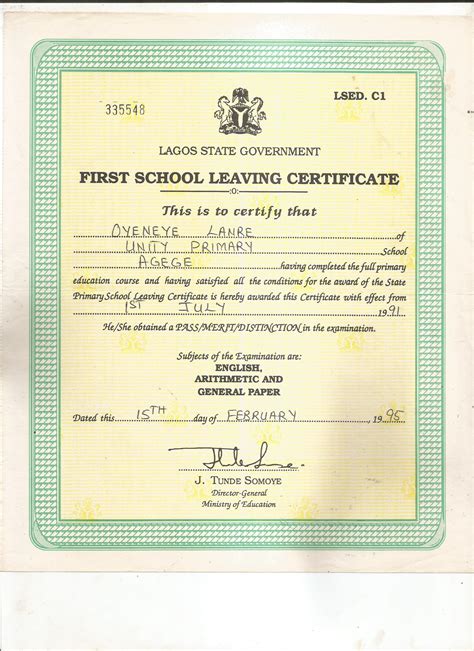 335548
LSED. C1
LAGOS STATE GOVERNMENT
FIRST SCHOOL LEAVING CERTIFICATE
:O:
This is to certify that
OYENEYE LANRE of
UNITY PRIMARY School
AGEGE having completed the full primary
education course and having satisfied all the conditions for the award of the State
Primary School Leaving Certificate is hereby awarded this Certificate with effect from
1ST JULY 1991
He/She obtained a PASS/MERIT/DISTINCTION in the examination.
Subjects of the Examination are:
ENGLISH,
ARITHMETIC AND
GENERAL PAPER
Dated this 15TH day of FEBRUARY 1995
J. TUNDE SOMOYE
Director-General
Ministry of Education